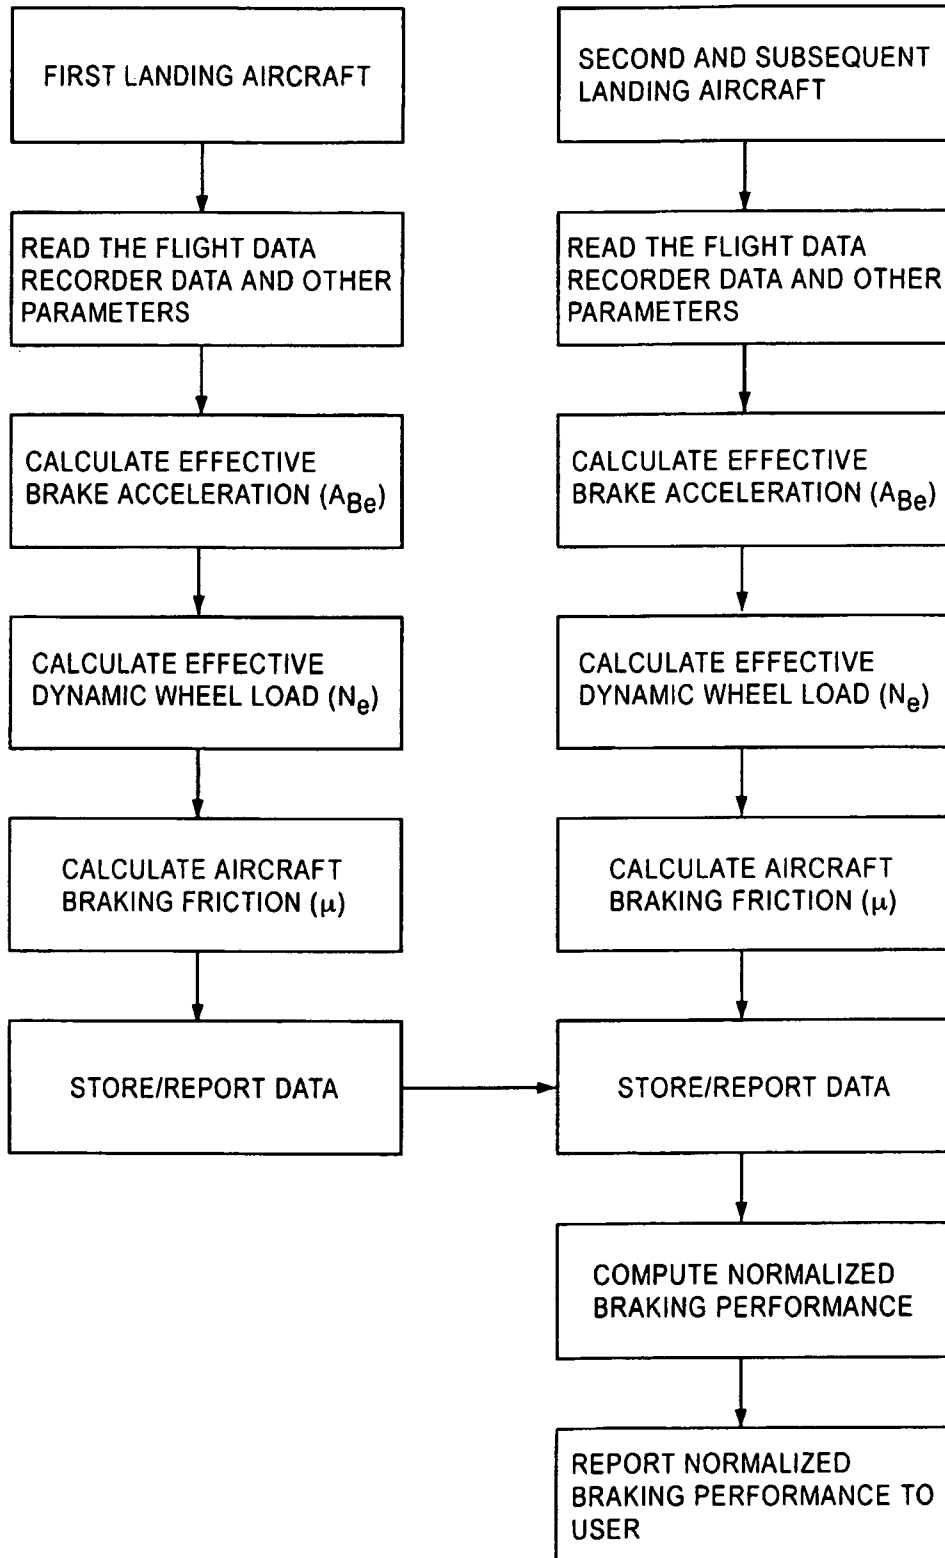 FIRST LANDING AIRCRAFT
READ THE FLIGHT DATA
RECORDER DATA AND OTHER
PARAMETERS
CALCULATE EFFECTIVE
BRAKE ACCELERATION (ABe)
CALCULATE EFFECTIVE
DYNAMIC WHEEL LOAD (Ne)
CALCULATE AIRCRAFT
BRAKING FRICTION (μ)
STORE/REPORT DATA
SECOND AND SUBSEQUENT
LANDING AIRCRAFT
READ THE FLIGHT DATA
RECORDER DATA AND OTHER
PARAMETERS
CALCULATE EFFECTIVE
BRAKE ACCELERATION (ABe)
CALCULATE EFFECTIVE
DYNAMIC WHEEL LOAD (Ne)
CALCULATE AIRCRAFT
BRAKING FRICTION (μ)
STORE/REPORT DATA
COMPUTE NORMALIZED
BRAKING PERFORMANCE
REPORT NORMALIZED
BRAKING PERFORMANCE TO
USER